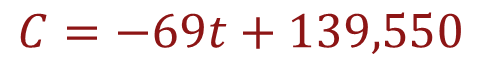 C = −69t + 139,550